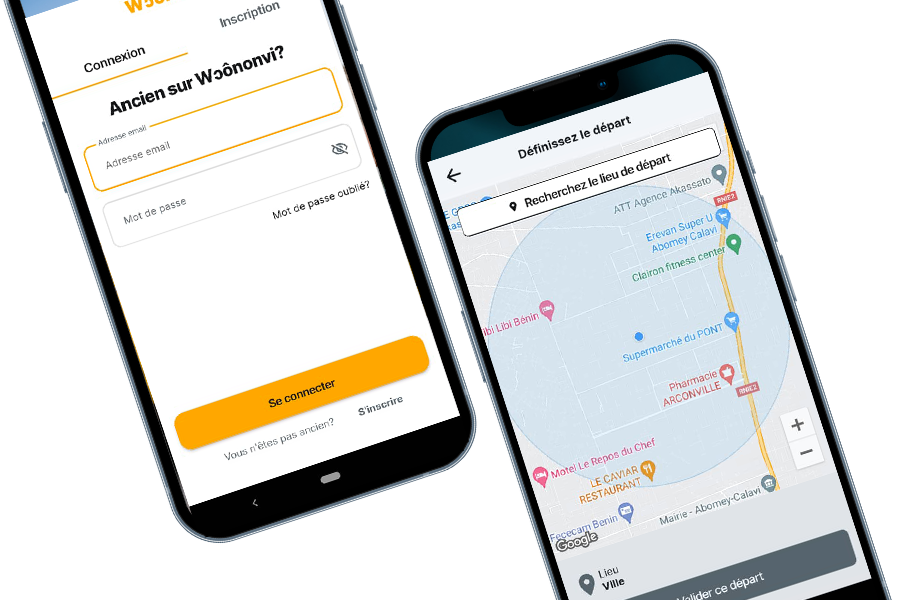 Connexion
Inscription
Ancien sur Wɔônonvi?
Adresse email
Adresse email
Mot de passe
Mot de passe oublié?
Se connecter
Vous n'êtes pas ancien?
S'inscrire
Définissez le départ
Recherchez le lieu de départ
ATT Agence Akassato
RNIE2
Erevan Super U
Abomey Calavi
Clairon fitness center
Libi Bénin
Supermarché du PONT
Pharmacie
ARCONVILLE
RNIE2
Motel Le Repos du Chef
LE CAVIAR
RESTAURANT
Fececam Benin
Mairie - Abomey-Calavi
Google
Lieu
Ville
Valider ce départ